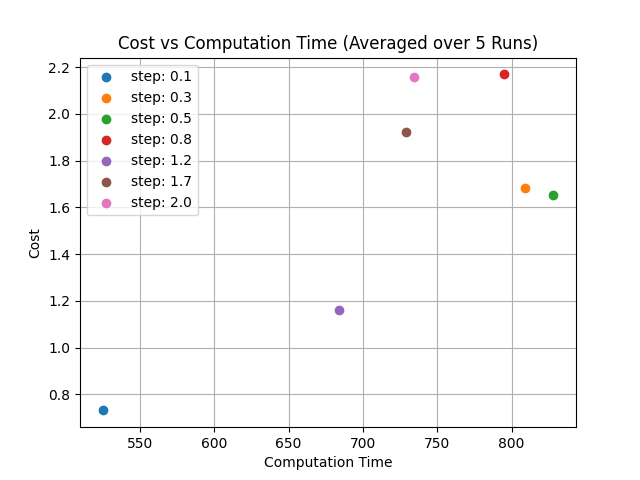 Cost vs Computation Time (Averaged over 5 Runs)
2.2
2.0
1.8
1.6
1.4
1.2
1.0
0.8
Cost
step: 0.1
step: 0.3
step: 0.5
step: 0.8
step: 1.2
step: 1.7
step: 2.0
550
600
650
700
750
800
Computation Time